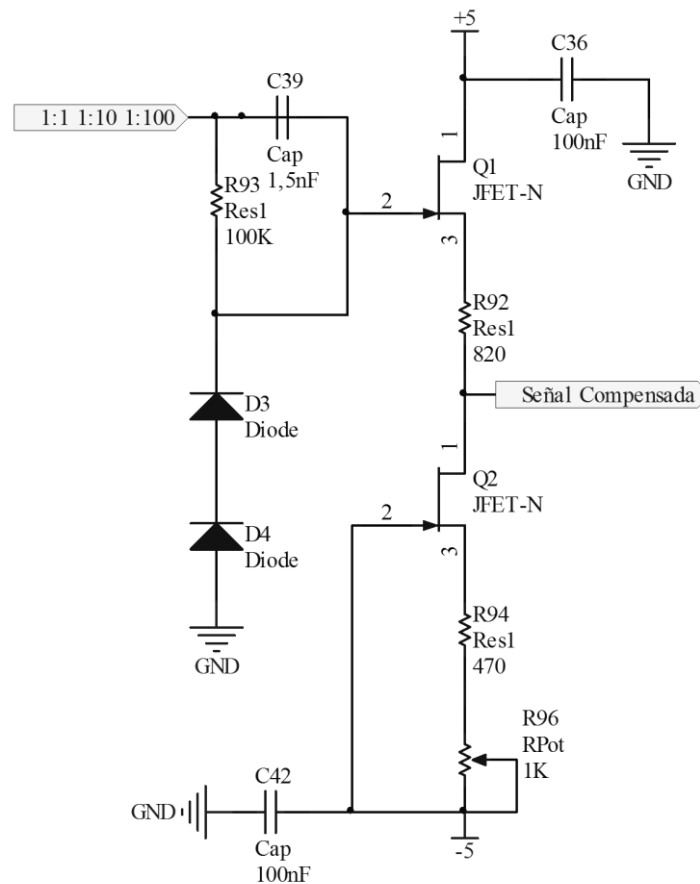 +5
C36
Cap
100nF
GND
C39
Cap
1,5nF
1:1 1:10 1:100
R93
Res1
100K
1
Q1
JFET-N
2
3
R92
Res1
820
Señal Compensada
D3
Diode
1
Q2
JFET-N
2
3
D4
Diode
GND
R94
Res1
470
R96
RPot
1K
C42
GND
Cap
100nF
-5